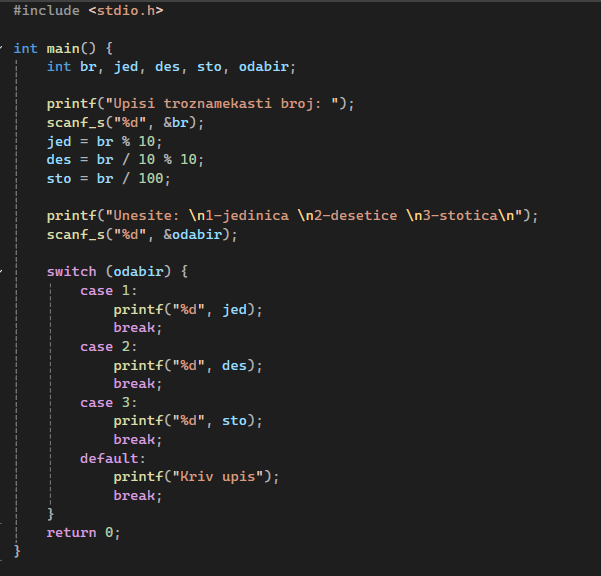 #include <stdio.h>
int main() {
int br, jed, des, sto, odabir;
printf("Upisi troznamekasti broj: ");
scanf_s("%d", &br);
jed = br % 10;
des = br / 10 % 10;
sto = br / 100;
printf("Unesite: \n1-jedinica \n2-desetice \n3-stotica\n");
scanf_s("%d", &odabir);
switch (odabir) {
case 1:
printf("%d", jed);
break;
case 2:
printf("%d", des);
break;
case 3:
printf("%d", sto);
break;
default:
printf("Kriv upis");
break;
}
return 0;
}